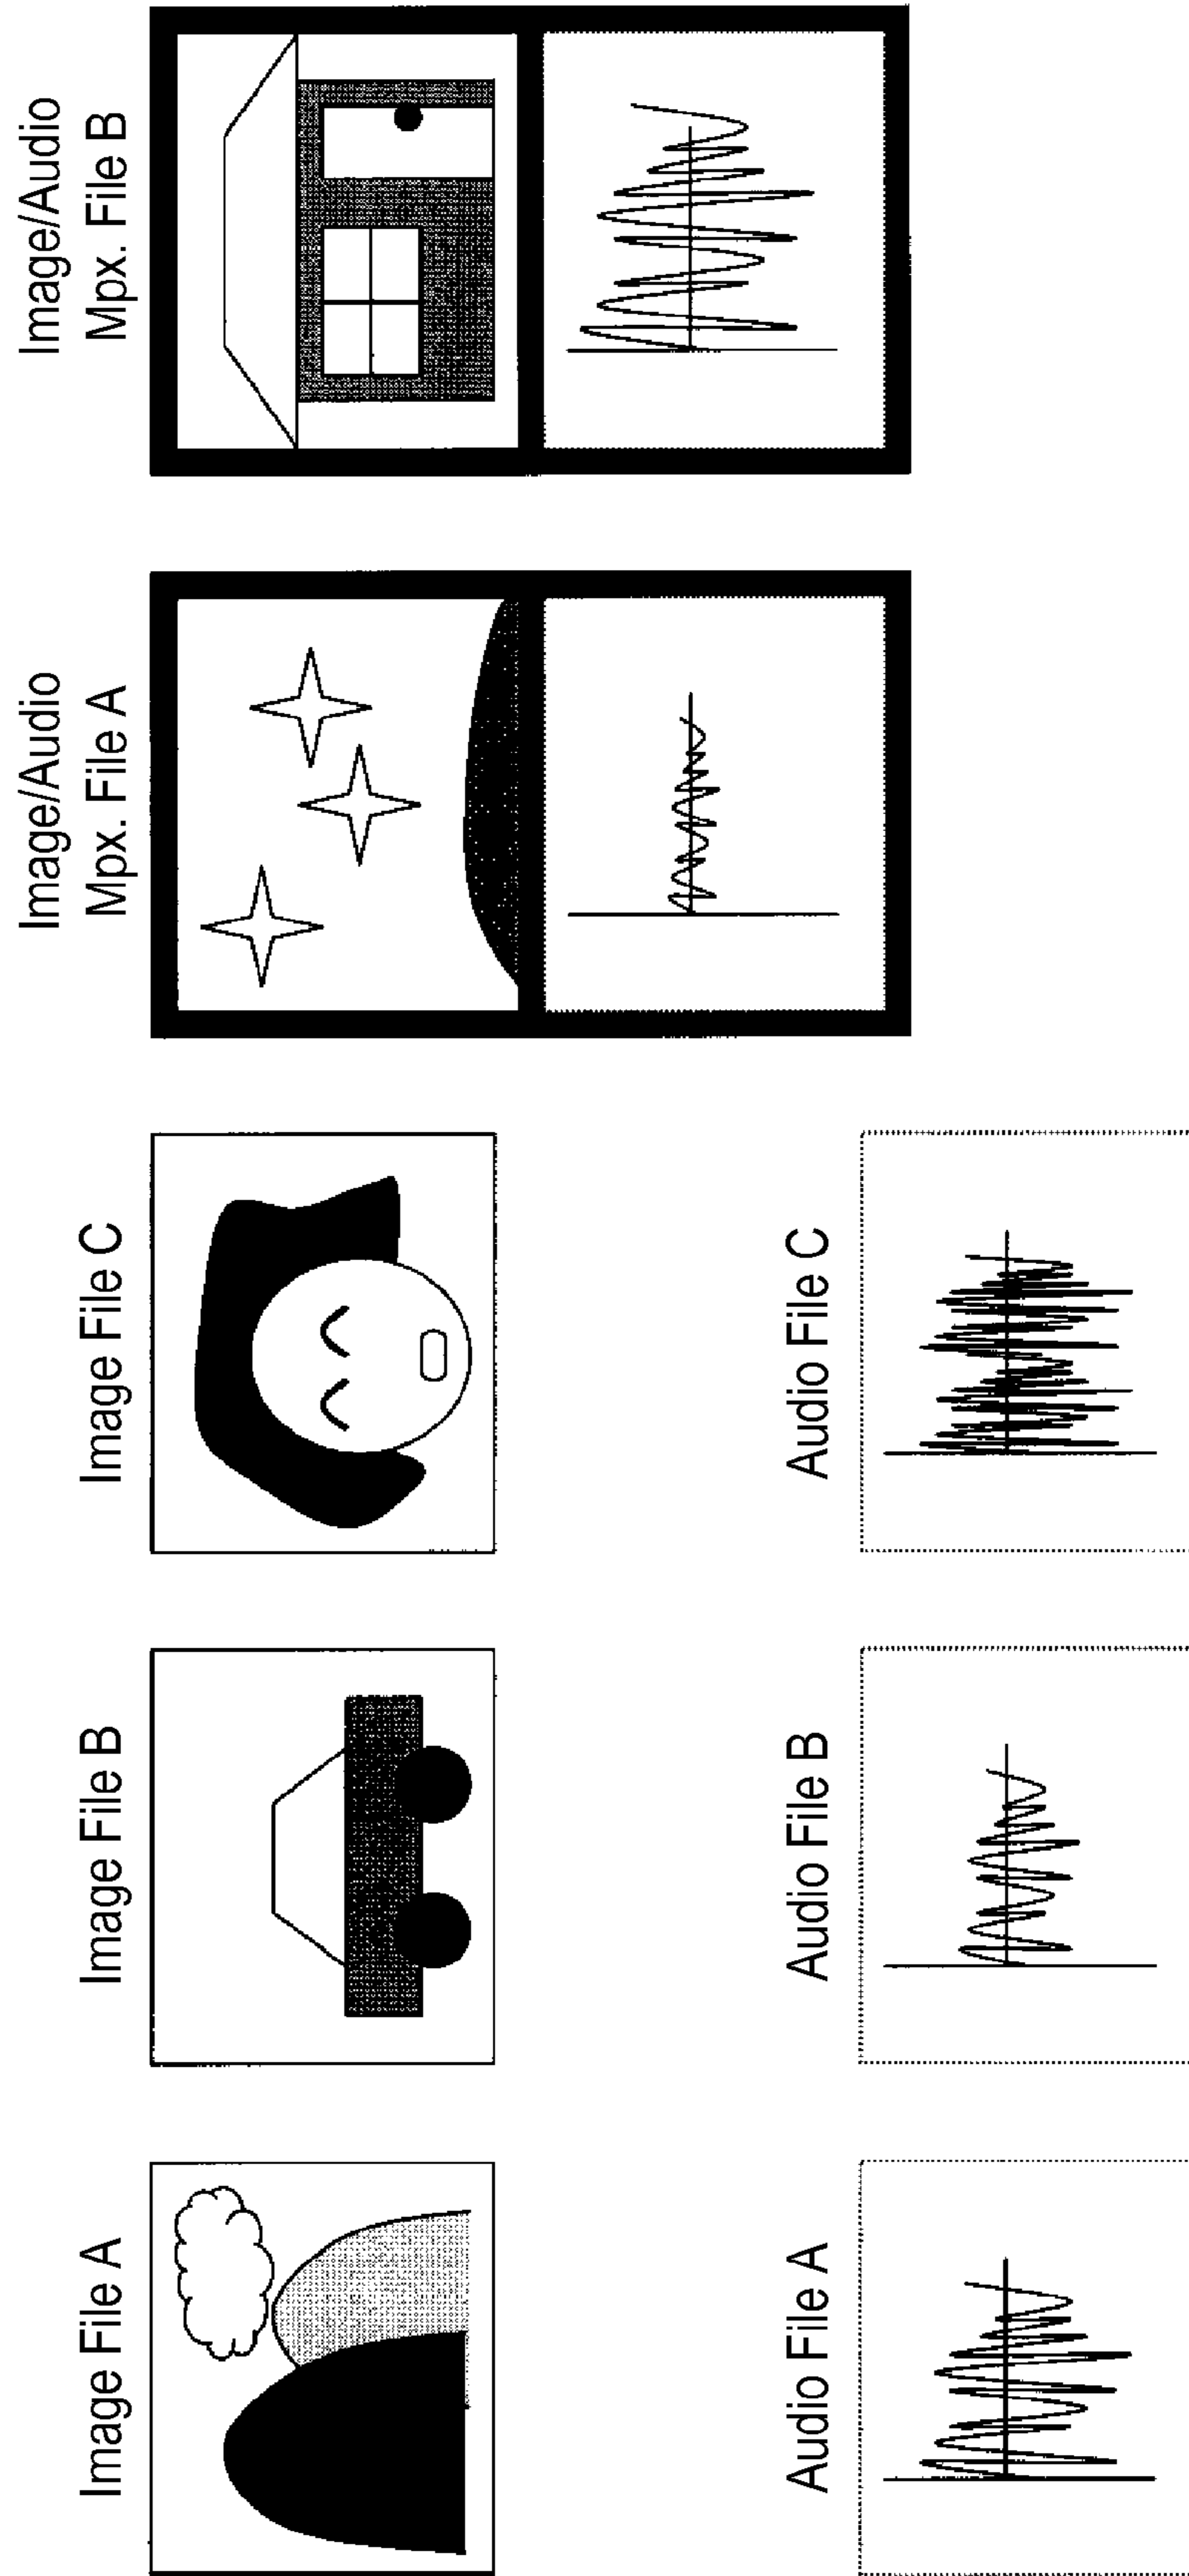 Image File A
Image File B
Image File C
Image/Audio
Mpx. File A
Image/Audio
Mpx. File B
Audio File A
Audio File B
Audio File C